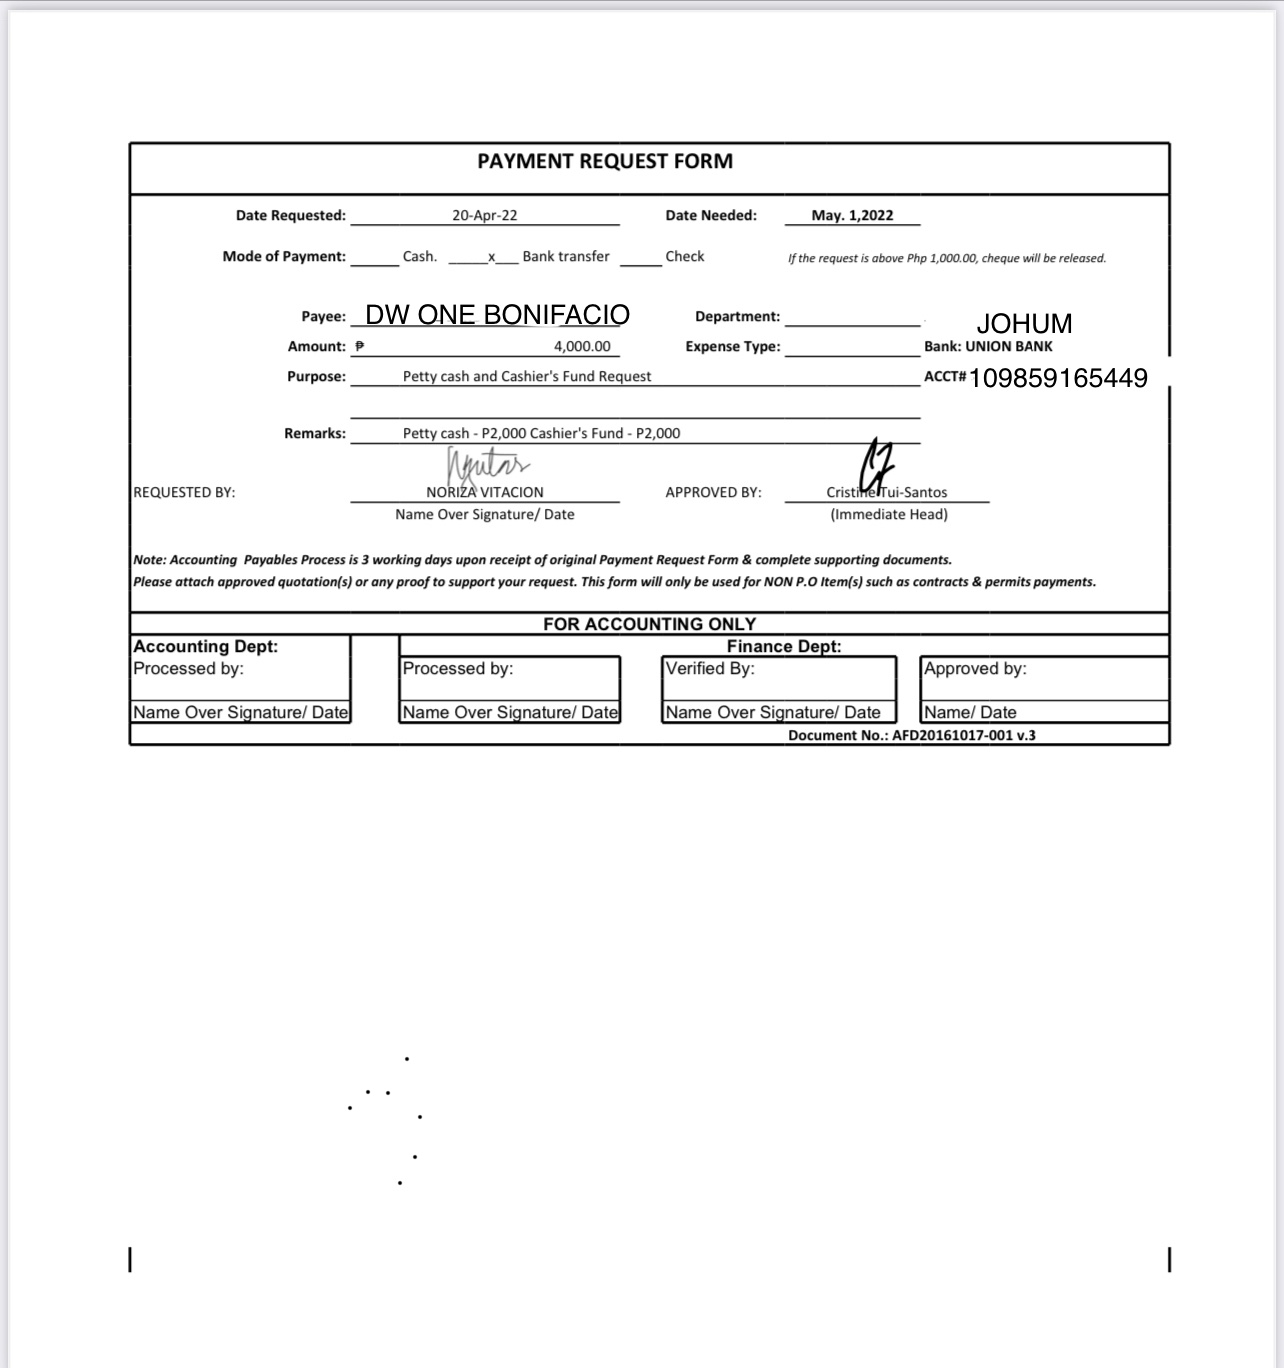 PAYMENT REQUEST FORM
Date Requested: 20-Apr-22 Date Needed: May. 1,2022
Mode of Payment: ______ Cash. _____x___ Bank transfer _____ Check If the request is above Php 1,000.00, cheque will be released.
Payee: DW ONE BONIFACIO Department: JOHUM
Amount: ₱ 4,000.00 Expense Type: Bank: UNION BANK
Purpose: Petty cash and Cashier's Fund Request ACCT# 109859165449
Remarks: Petty cash - P2,000 Cashier's Fund - P2,000
REQUESTED BY: NORIZA VITACION APPROVED BY: Cristine Tui-Santos
Name Over Signature/ Date (Immediate Head)
Note: Accounting Payables Process is 3 working days upon receipt of original Payment Request Form & complete supporting documents.
Please attach approved quotation(s) or any proof to support your request. This form will only be used for NON P.O Item(s) such as contracts & permits payments.
FOR ACCOUNTING ONLY
Accounting Dept: Finance Dept:
Processed by: Processed by: Verified By: Approved by:
Name Over Signature/ Date Name Over Signature/ Date Name Over Signature/ Date Name/ Date
Document No.: AFD20161017-001 v.3